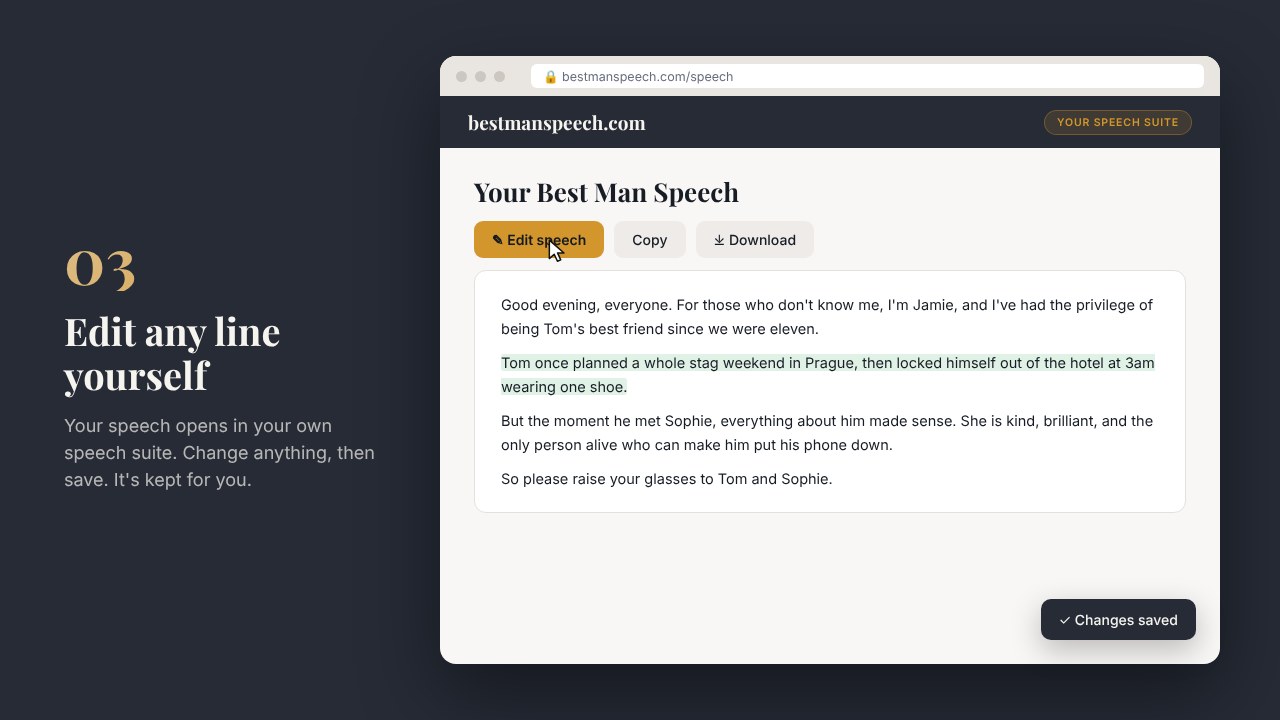 03
Edit any line
yourself
Your speech opens in your own
speech suite. Change anything, then
save. It's kept for you.
🔒 bestmanspeech.com/speech
bestmanspeech.com
YOUR SPEECH SUITE
Your Best Man Speech
✎ Edit speech
Copy
Download
Good evening, everyone. For those who don't know me, I'm Jamie, and I've had the privilege of
being Tom's best friend since we were eleven.
Tom once planned a whole stag weekend in Prague, then locked himself out of the hotel at 3am
wearing one shoe.
But the moment he met Sophie, everything about him made sense. She is kind, brilliant, and the
only person alive who can make him put his phone down.
So please raise your glasses to Tom and Sophie.
✓ Changes saved